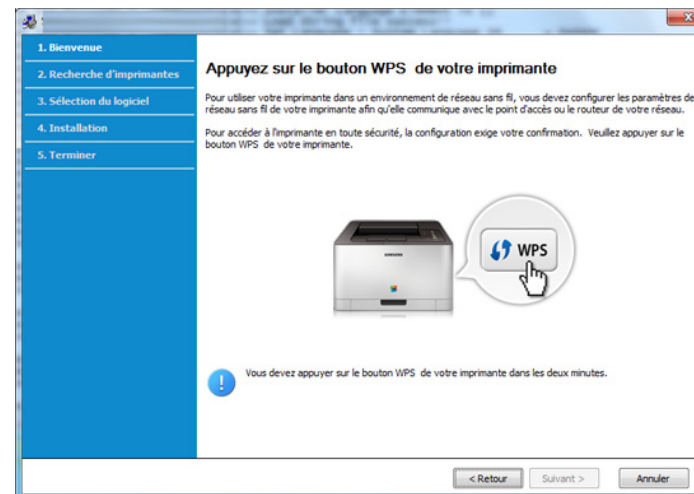 1. Bienvenue
2. Recherche d'imprimantes
3. Sélection du logiciel
4. Installation
5. Terminer
Appuyez sur le bouton WPS de votre imprimante
Pour utiliser votre imprimante dans un environnement de réseau sans fil, vous devez configurer les paramètres de
réseau sans fil de votre imprimante afin qu'elle communique avec le point d'accès ou le routeur de votre réseau.
Pour accéder à l'imprimante en toute sécurité, la configuration exige votre confirmation. Veuillez appuyer sur le
bouton WPS de votre imprimante.
SAMSUNG
WPS
Vous devez appuyer sur le bouton WPS de votre imprimante dans les deux minutes.
< Retour
Suivant >
Annuler